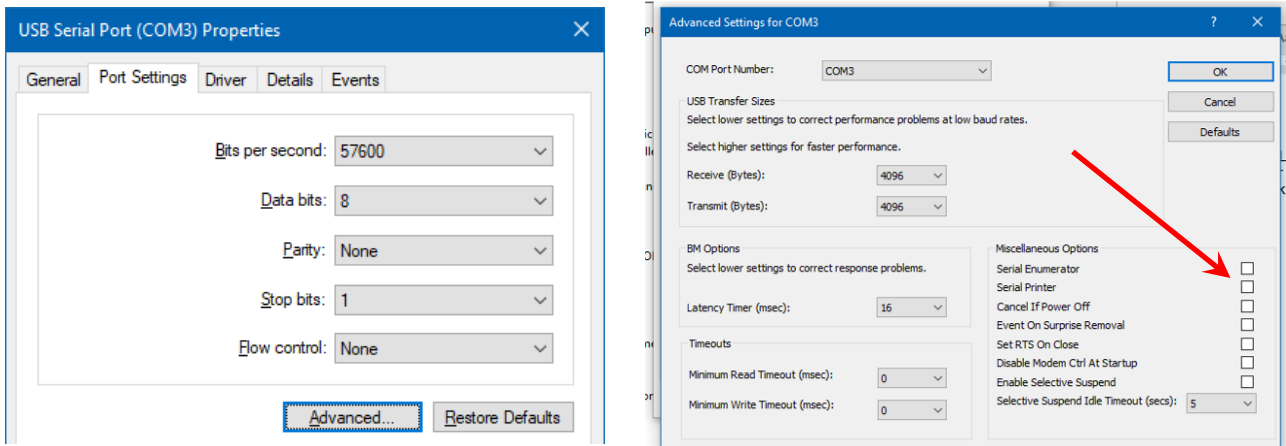 USB Serial Port (COM3) Properties
General Port Settings Driver Details Events
Bits per second: 57600
Data bits: 8
Parity: None
Stop bits: 1
Flow control: None
Advanced... Restore Defaults
Advanced Settings for COM3
COM Port Number: COM3
OK
Cancel
Defaults
USB Transfer Sizes
Select lower settings to correct performance problems at low baud rates.
Select higher settings for faster performance.
Receive (Bytes): 4096
Transmit (Bytes): 4096
BM Options
Select lower settings to correct response problems.
Latency Timer (msec): 16
Timeouts
Minimum Read Timeout (msec): 0
Minimum Write Timeout (msec): 0
Miscellaneous Options
Serial Enumerator
Serial Printer
Cancel If Power Off
Event On Surprise Removal
Set RTS On Close
Disable Modem Ctrl At Startup
Enable Selective Suspend
Selective Suspend Idle Timeout (secs): 5